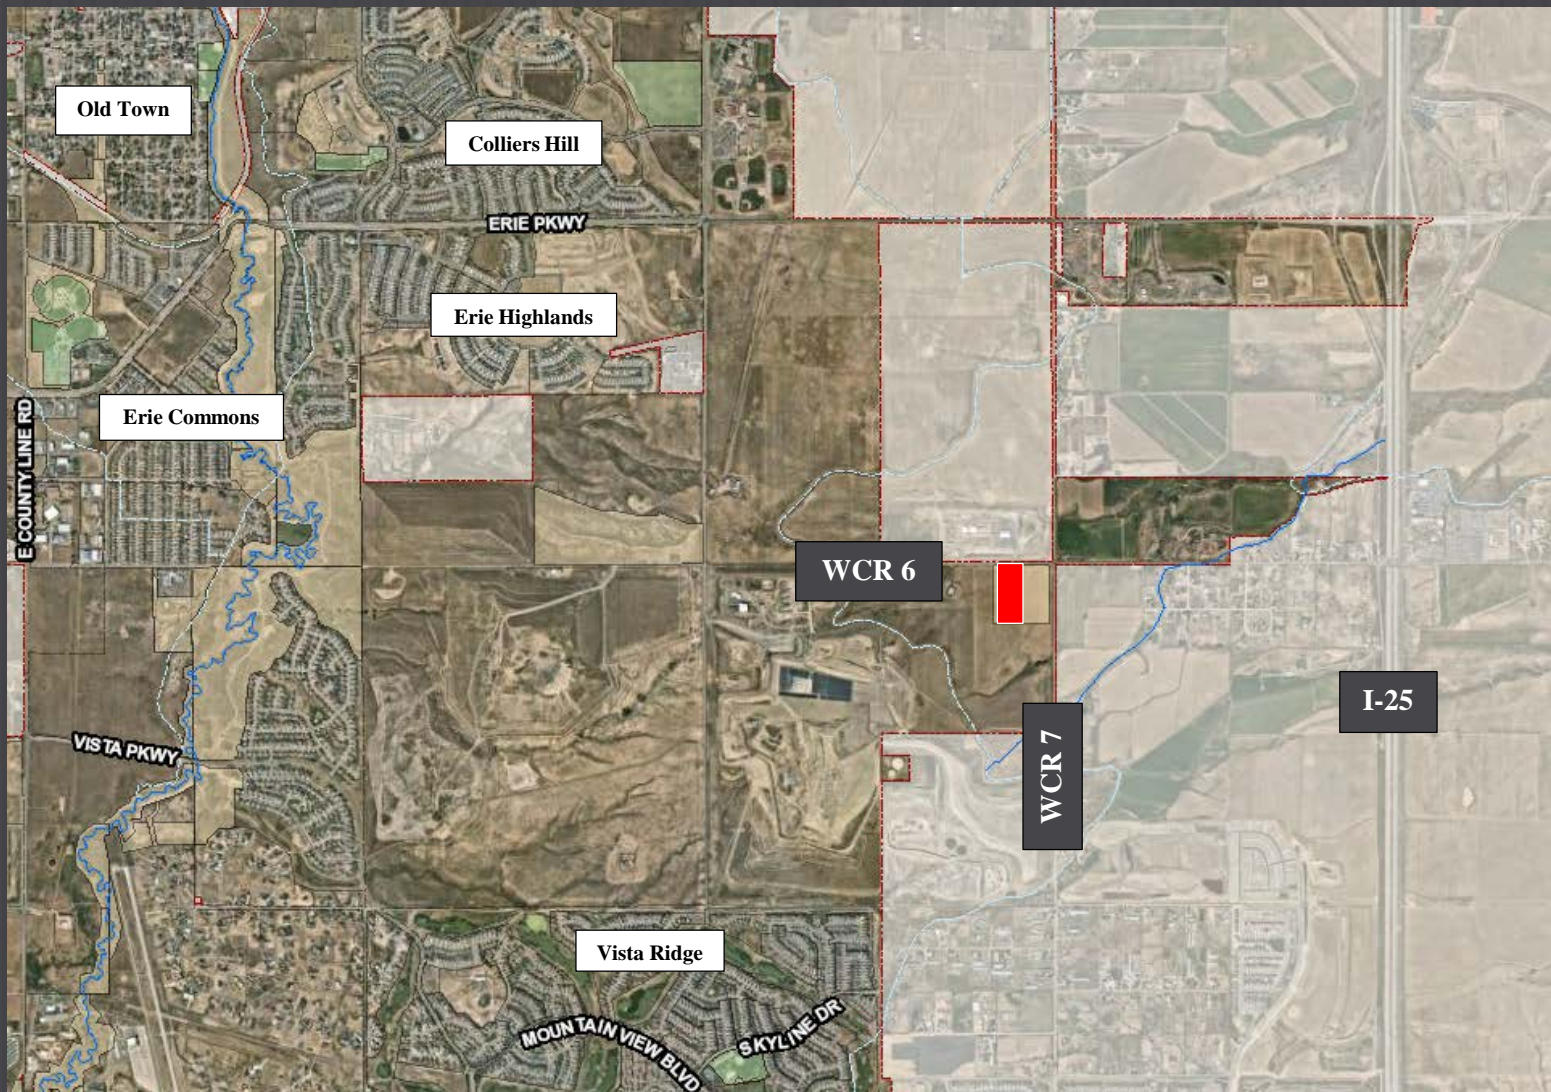 Old Town
Colliers Hill
ERIE PKWY
Erie Highlands
Erie Commons
E COUNTY LINE RD
WCR 6
I-25
WCR 7
VISTA PKWY
Vista Ridge
MOUNTAIN VIEW BLVD
SKYLINE DR